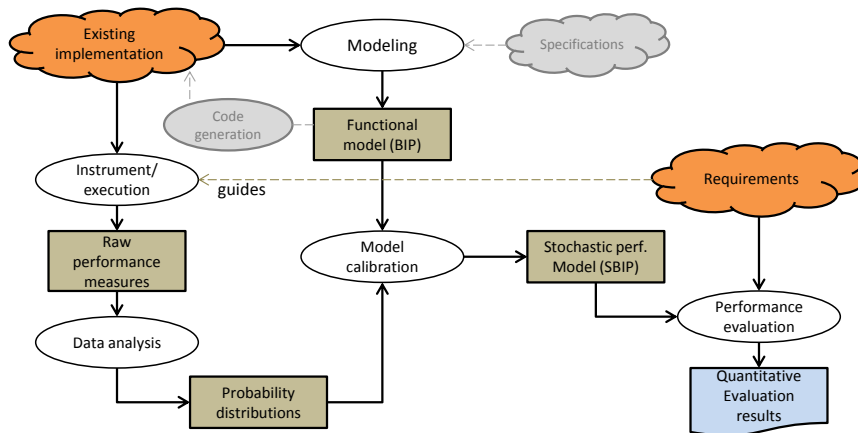 Existing
implementation
Modeling
Specifications
Code
generation
Functional
model (BIP)
Instrument/
execution
guides
Requirements
Raw
performance
measures
Model
calibration
Stochastic perf.
Model (SBIP)
Performance
evaluation
Data analysis
Probability
distributions
Quantitative
Evaluation
results